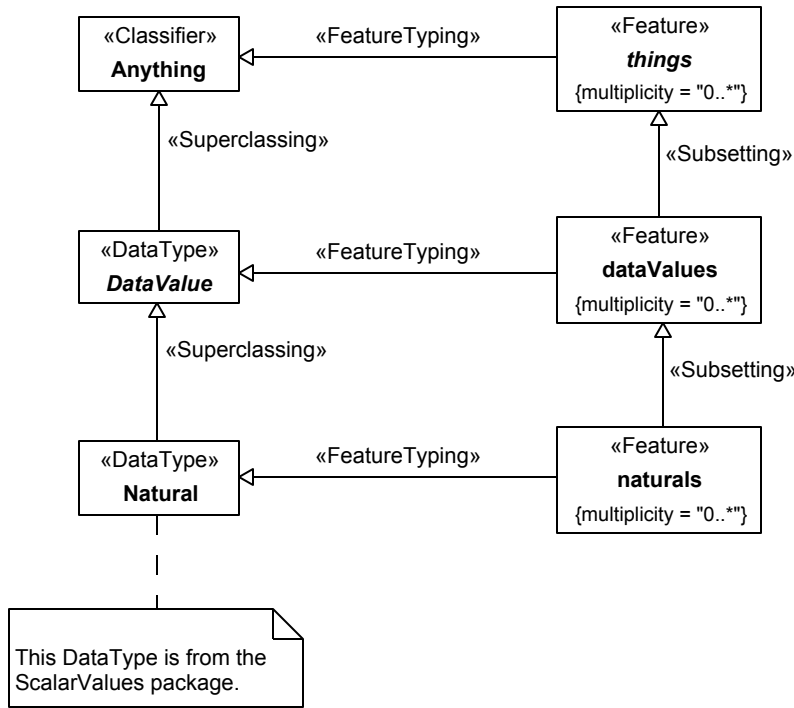 «Classifier»
Anything
«FeatureTyping»
«Feature»
things
{multiplicity = "0..*"}
«Superclassing»
«Subsetting»
«DataType»
DataValue
«FeatureTyping»
«Feature»
dataValues
{multiplicity = "0..*"}
«Superclassing»
«Subsetting»
«DataType»
Natural
«FeatureTyping»
«Feature»
naturals
{multiplicity = "0..*"}
This DataType is from the
ScalarValues package.